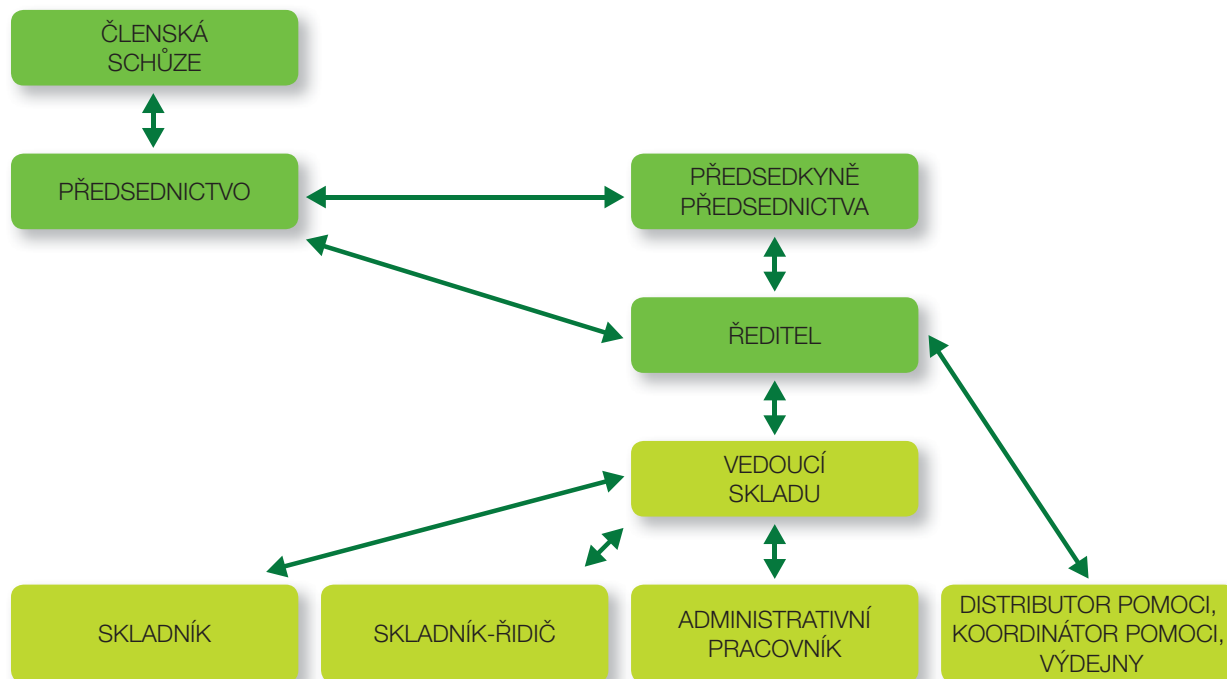 ČLENSKÁ
SCHŮZE
PŘEDSEDNICTVO
PŘEDSEDKYNĚ
PŘEDSEDNICTVA
ŘEDITEL
VEDOUCÍ
SKLADU
SKLADNÍK
SKLADNÍK-ŘIDIČ
ADMINISTRATIVNÍ
PRACOVNÍK
DISTRIBUTOR POMOCI,
KOORDINÁTOR POMOCI,
VÝDEJNY